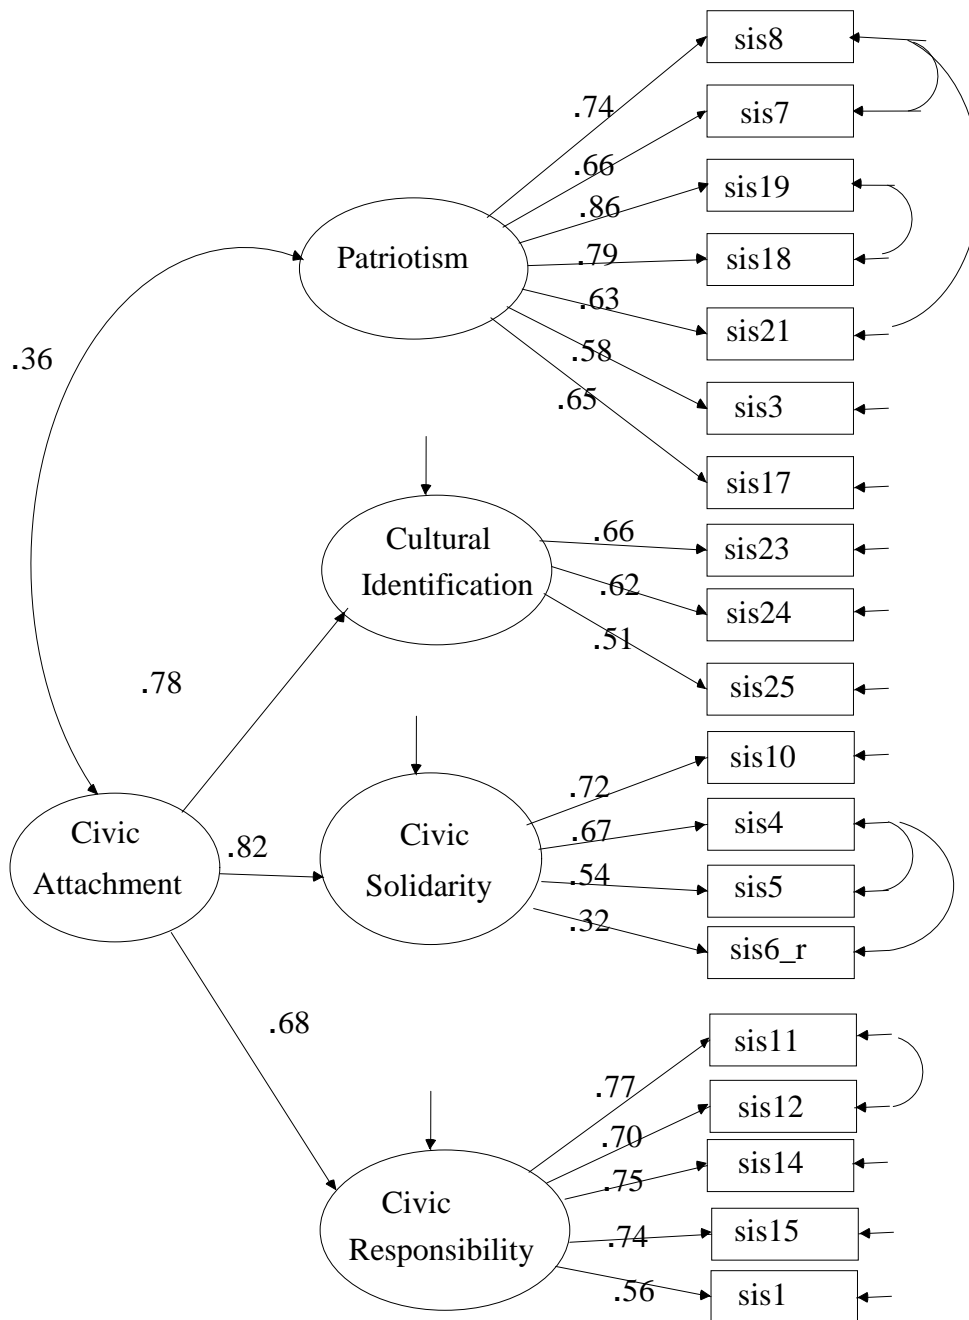 sis8
.74
sis7
.66
sis19
.86
Patriotism
.79
sis18
.63
sis21
.36
.58
sis3
.65
sis17
Cultural
Identification
.66
sis23
.62
sis24
.51
sis25
.78
.72
sis10
Civic
Attachment
.82
Civic
Solidarity
.67
sis4
.54
sis5
.32
sis6_r
.68
.77
sis11
.70
sis12
Civic
Responsibility
.75
sis14
.74
sis15
.56
sis1